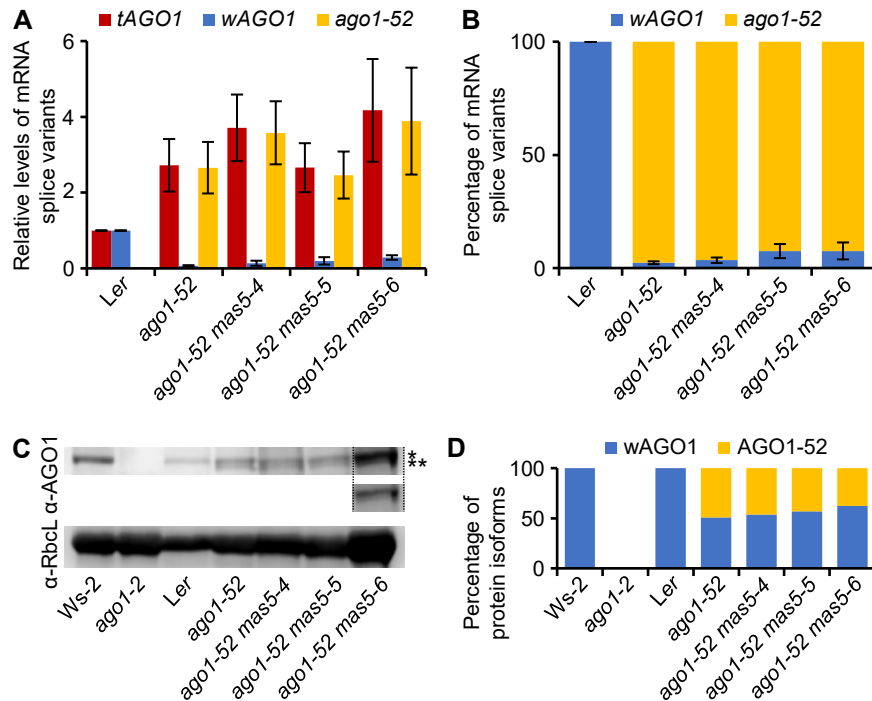 A
tAGO1 wAGO1 ago1-52
Relative levels of mRNA
splice variants
6
4
2
0
Ler
ago1-52
ago1-52 mas5-4
ago1-52 mas5-5
ago1-52 mas5-6
B
wAGO1 ago1-52
Percentage of mRNA
splice variants
100
50
0
Ler
ago1-52
ago1-52 mas5-4
ago1-52 mas5-5
ago1-52 mas5-6
C
α-AGO1
*
**
α-RbcL
Ws-2
ago1-2
Ler
ago1-52
ago1-52 mas5-4
ago1-52 mas5-5
ago1-52 mas5-6
D
wAGO1 AGO1-52
Percentage of
protein isoforms
100
50
0
Ws-2
ago1-2
Ler
ago1-52
ago1-52 mas5-4
ago1-52 mas5-5
ago1-52 mas5-6